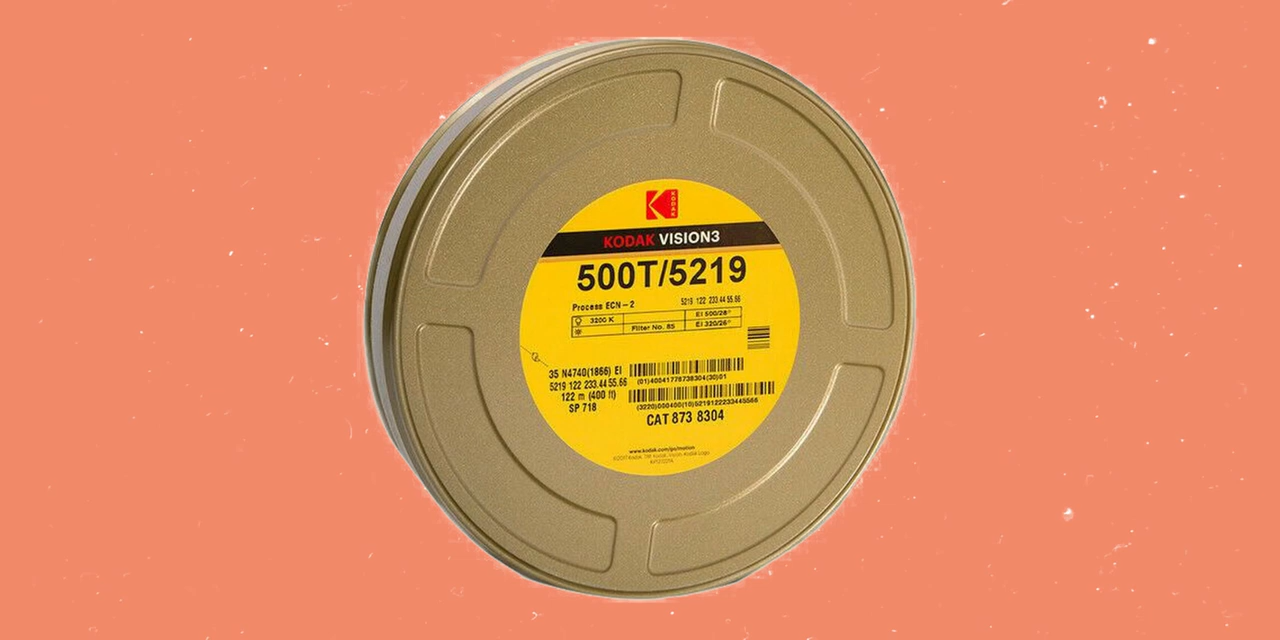 KODAK
KODAK VISION3
500T/5219
Process ECN – 2
5219 122 233.44 55.66
3200 K
EI 500/28°
Filter No. 85
EI 320/26°
35 N4740(1866) EI
5219 122 233.44 55.66
122 m (400 ft)
SP 718
(01)40041778738304(30)01
(3220)000400(10)5219122233445566
CAT 873 8304
www.kodak.com/go/motion